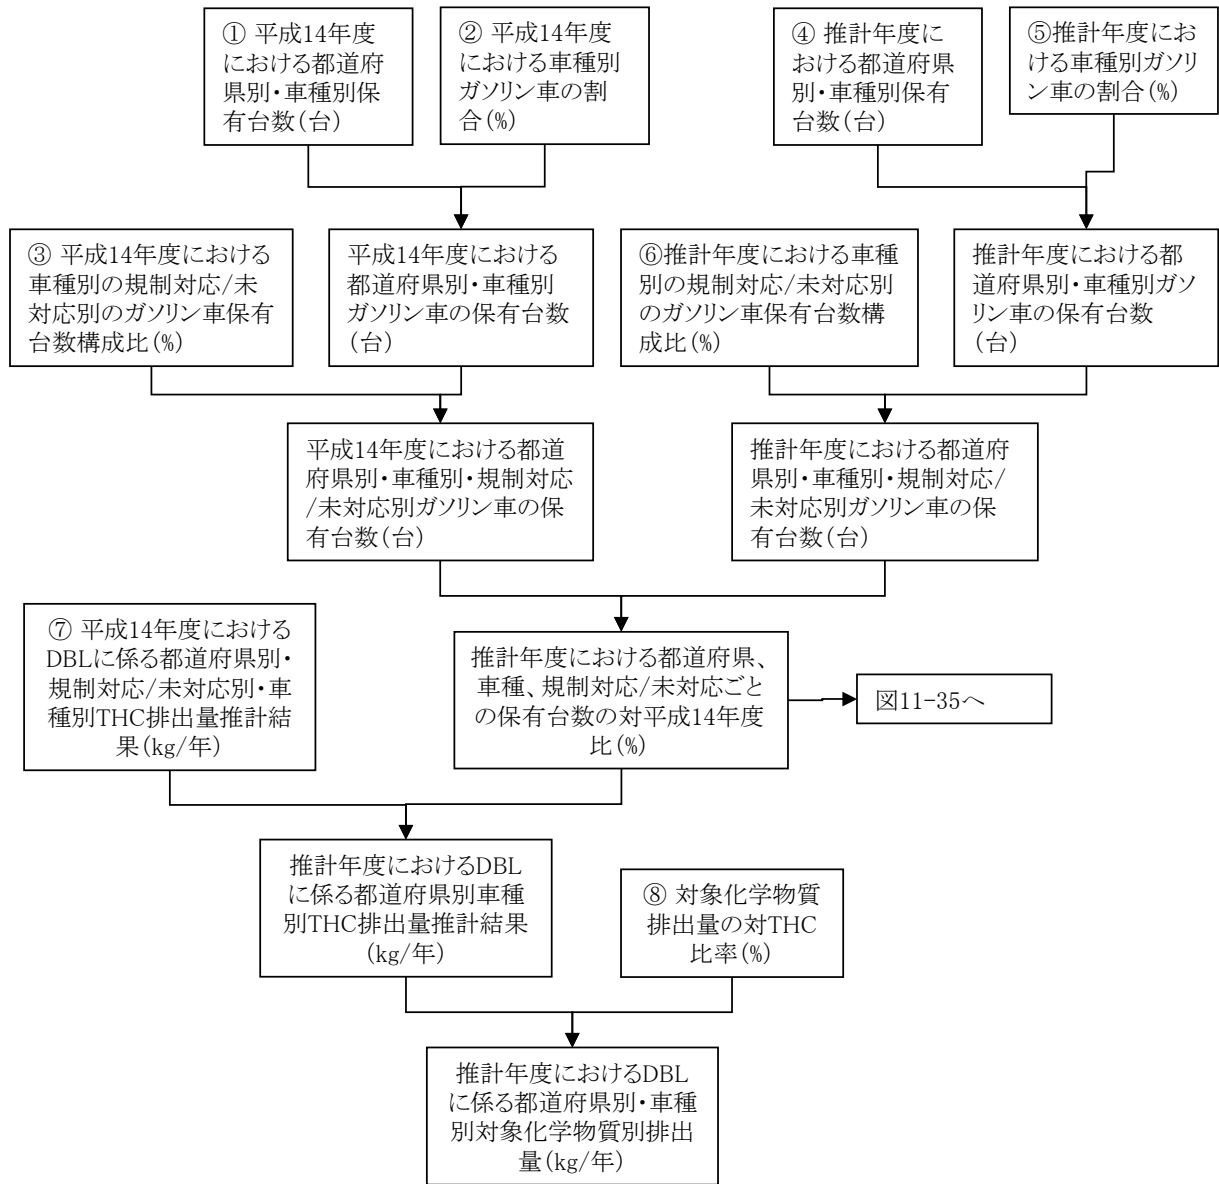 ① 平成14年度
における都道府
県別・車種別保
有台数(台)
② 平成14年度
における車種別
ガソリン車の割
合(%)
④ 推計年度に
おける都道府県
別・車種別保有
台数(台)
⑤推計年度にお
ける車種別ガソリ
ン車の割合(%)
③ 平成14年度における
車種別の規制対応/未
対応別のガソリン車保有
台数構成比(%)
平成14年度における
都道府県別・車種別
ガソリン車の保有台数
(台)
⑥推計年度における車種
別の規制対応/未対応別
のガソリン車保有台数構
成比(%)
推計年度における都
道府県別・車種別ガソ
リン車の保有台数
(台)
平成14年度における都道
府県別・車種別・規制対応
/未対応別ガソリン車の保
有台数(台)
推計年度における都道府
県別・車種別・規制対応/
未対応別ガソリン車の保
有台数(台)
⑦ 平成14年度における
DBLに係る都道府県別・
規制対応/未対応別・車
種別THC排出量推計結
果(kg/年)
推計年度における都道府県、
車種、規制対応/未対応ごと
の保有台数の対平成14年度
比(%)
図11-35へ
推計年度におけるDBL
に係る都道府県別車種
別THC排出量推計結果
(kg/年)
⑧ 対象化学物質
排出量の対THC
比率(%)
推計年度におけるDBL
に係る都道府県別・車種
別対象化学物質別排出
量(kg/年)